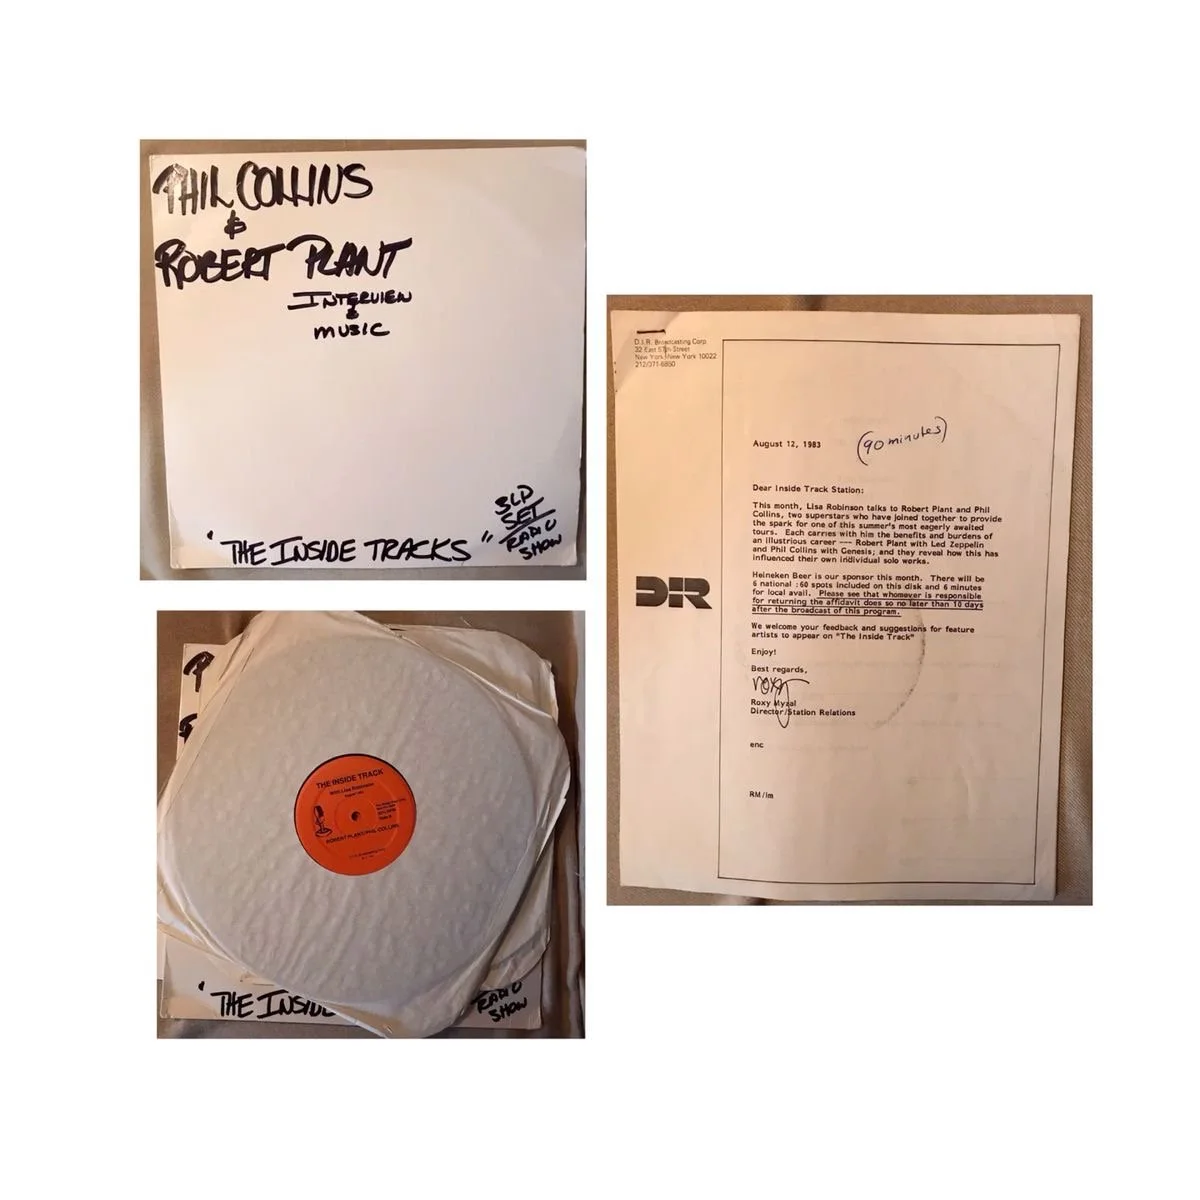 PHIL COLLINS
&
ROBERT PLANT
INTERVIEW
&
MUSIC
"THE INSIDE TRACKS"
3LP
SET
RADIO
SHOW
D.I.R. Broadcasting Corp.
32 East 57th Street
New York, New York 10022
212/371-6850
August 12, 1983
(90 minutes)
Dear Inside Track Station:
This month, Lisa Robinson talks to Robert Plant and Phil
Collins, two superstars who have joined together to provide
the spark for one of this summer's most eagerly awaited
tours. Each carries with him the benefits and burdens of
an illustrious career --- Robert Plant with Led Zeppelin
and Phil Collins with Genesis; and they reveal how this has
influenced their own individual solo works.
Heineken Beer is our sponsor this month. There will be
6 national :60 spots included on this disk and 6 minutes
for local avail. Please see that whomever is responsible
for returning the affidavit does so no later than 10 days
after the broadcast of this program.
We welcome your feedback and suggestions for feature
artists to appear on "The Inside Track"
Enjoy!
Best regards,
Roxy
Roxy Myzal
Director/Station Relations
enc
RM/lm
DIR
THE INSIDE TRACK
With Lisa Robinson
ROBERT PLANT/PHIL COLLINS
"THE INSIDE
RADIO
SHOW